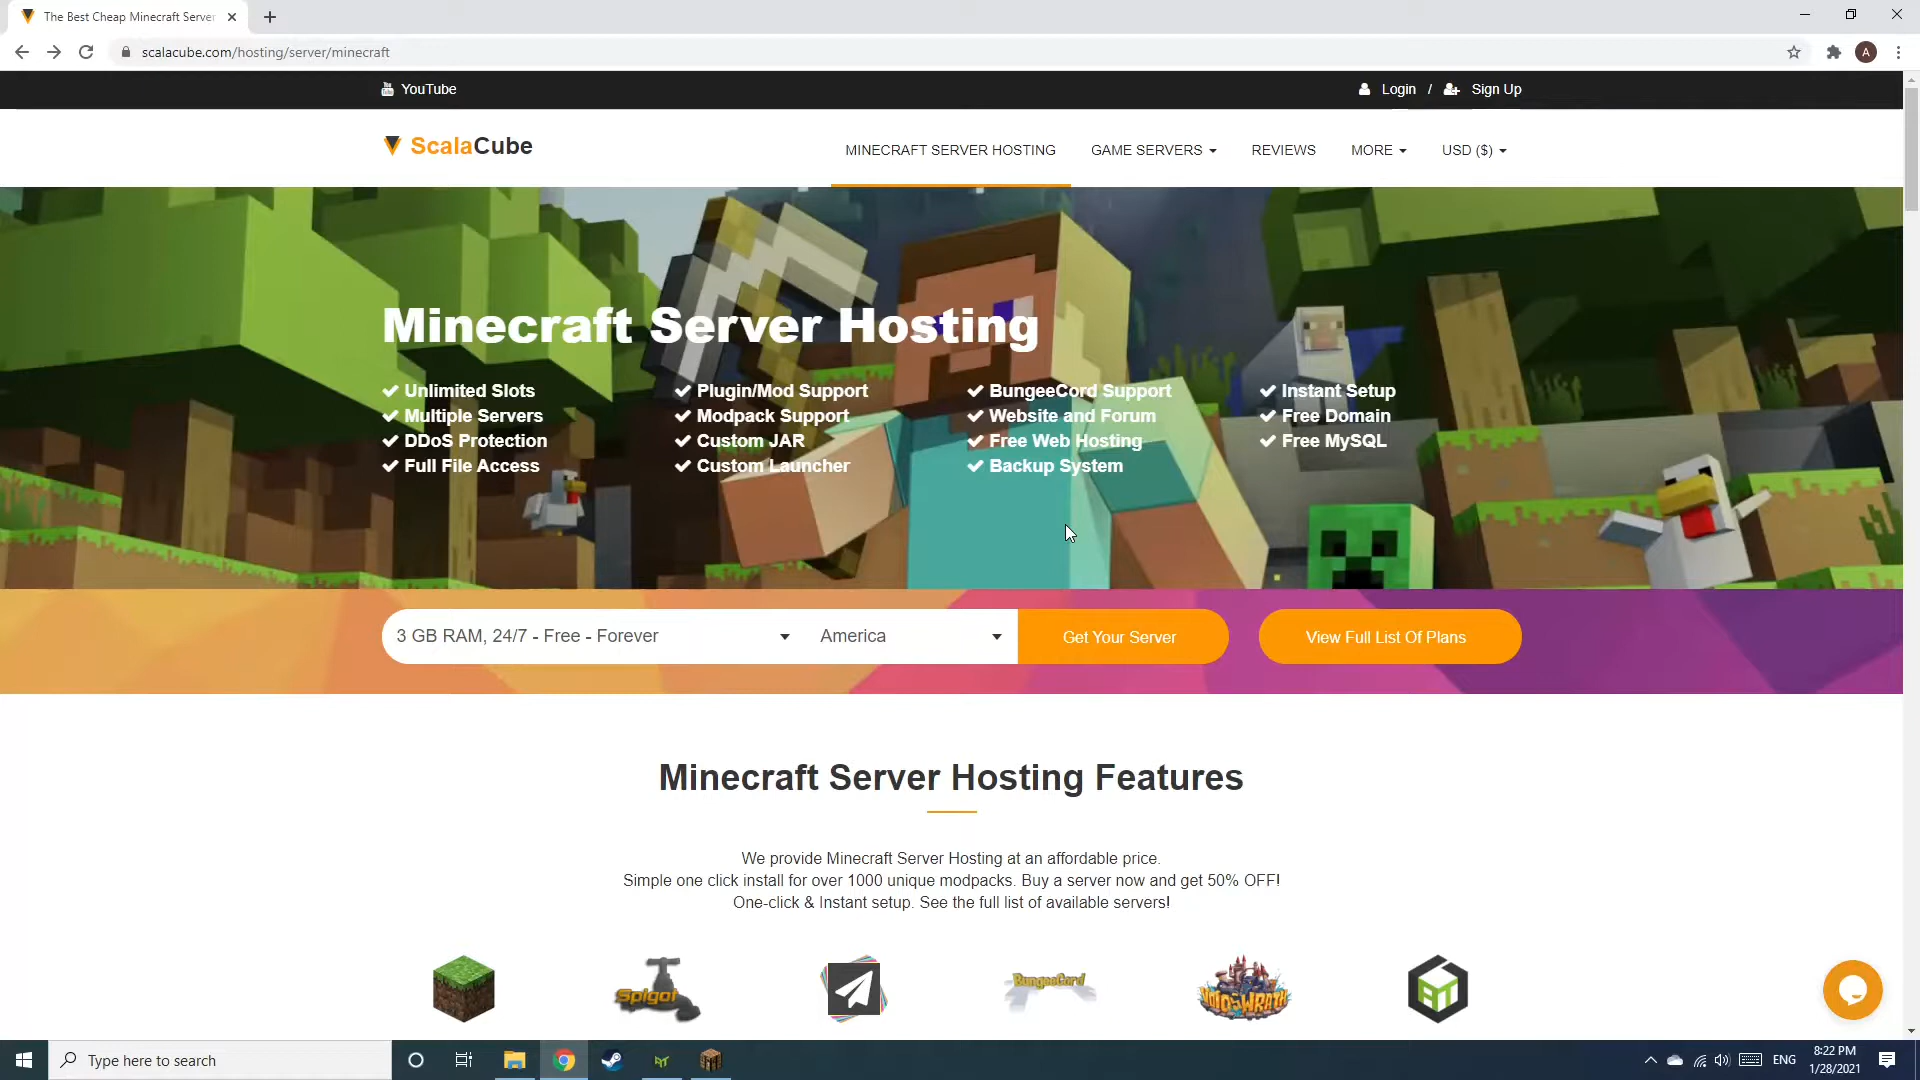 The Best Cheap Minecraft Server
scalacube.com/hosting/server/minecraft
A
YouTube
Login / Sign Up
ScalaCube
MINECRAFT SERVER HOSTING
GAME SERVERS
REVIEWS
MORE
USD ($)
Minecraft Server Hosting
Unlimited Slots
Multiple Servers
DDoS Protection
Full File Access
Plugin/Mod Support
Modpack Support
Custom JAR
Custom Launcher
BungeeCord Support
Website and Forum
Free Web Hosting
Backup System
Instant Setup
Free Domain
Free MySQL
3 GB RAM, 24/7 - Free - Forever
America
Get Your Server
View Full List Of Plans
Minecraft Server Hosting Features
We provide Minecraft Server Hosting at an affordable price.
Simple one click install for over 1000 unique modpacks. Buy a server now and get 50% OFF!
One-click & Instant setup. See the full list of available servers!
Spigot
BungeeCord
VoidsWrath
Type here to search
ENG
8:22 PM
1/28/2021